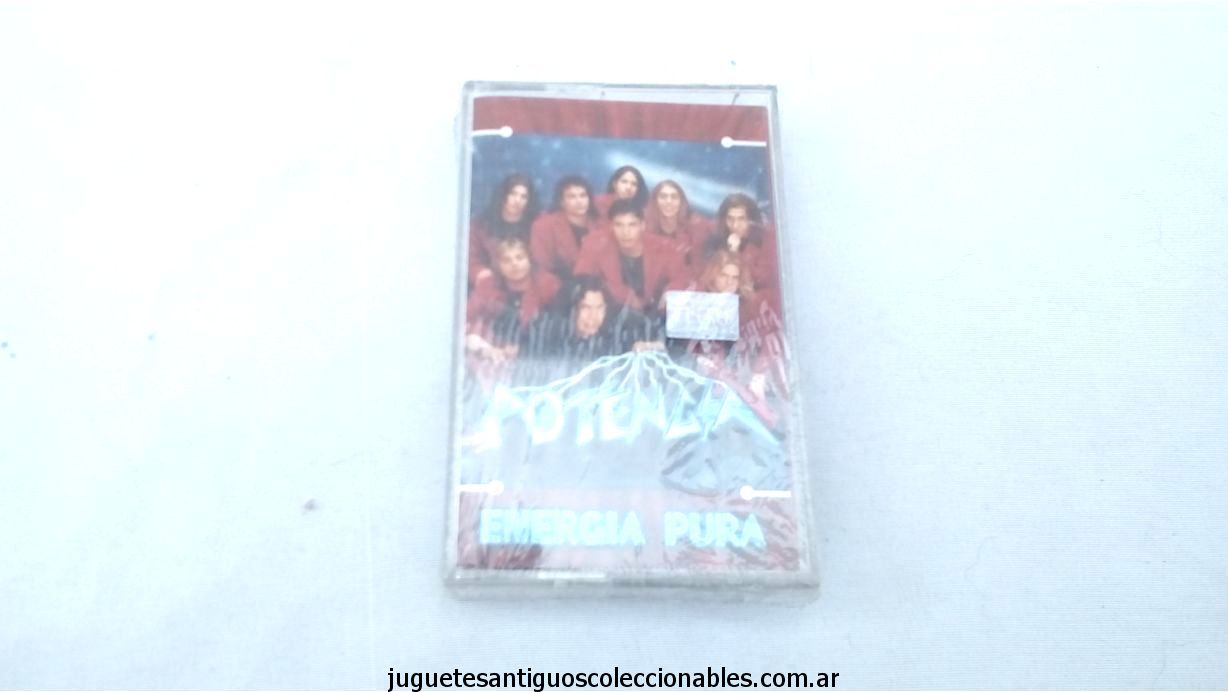 POTENCIA
ENERGIA PURA
juguetesantiguoscoleccionables.com.ar